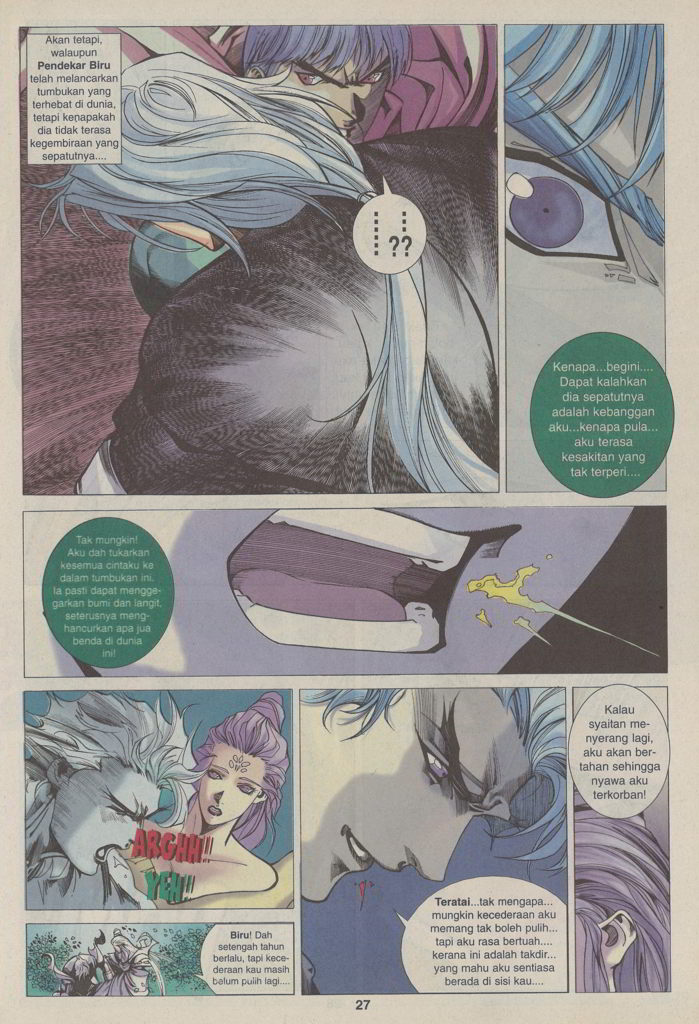 Akan tetapi,
walaupun
Pendekar Biru
telah melancarkan
tumbukan yang
terhebat di dunia,
tetapi kenapakah
dia tidak terasa
kegembiraan yang
sepatutnya....
??
Kenapa...begini....
Dapat kalahkan
dia sepatutnya
adalah kebanggan
aku...kenapa pula...
aku terasa
kesakitan yang
tak terperi....
Tak mungkin!
Aku dah tukarkan
kesemua cintaku ke
dalam tumbukan ini.
Ia pasti dapat mengge-
garkan bumi dan langit,
seterusnya meng-
hancurkan apa jua
benda di dunia
ini!
ARGHH!!
YEH!!
Biru! Dah
setengah tahun
berlalu, tapi kece-
deraan kau masih
belum pulih lagi....
Teratai...tak mengapa...
mungkin kecederaan aku
memang tak boleh pulih...
tapi aku rasa bertuah....
kerana ini adalah takdir...
yang mahu aku sentiasa
berada di sisi kau....
Kalau
syaitan me-
nyerang lagi,
aku akan ber-
tahan sehingga
nyawa aku
terkorban!
27